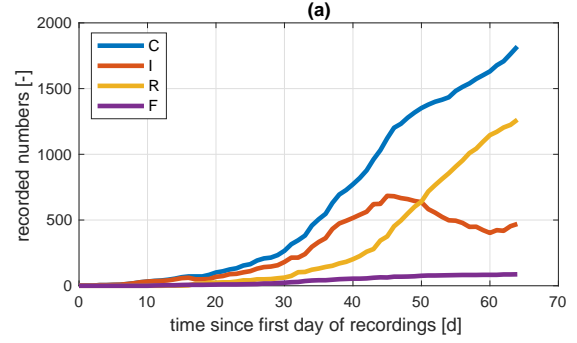 (a)
2000
1500
1000
500
0
C
I
R
F
recorded numbers [-]
0 10 20 30 40 50 60 70
time since first day of recordings [d]